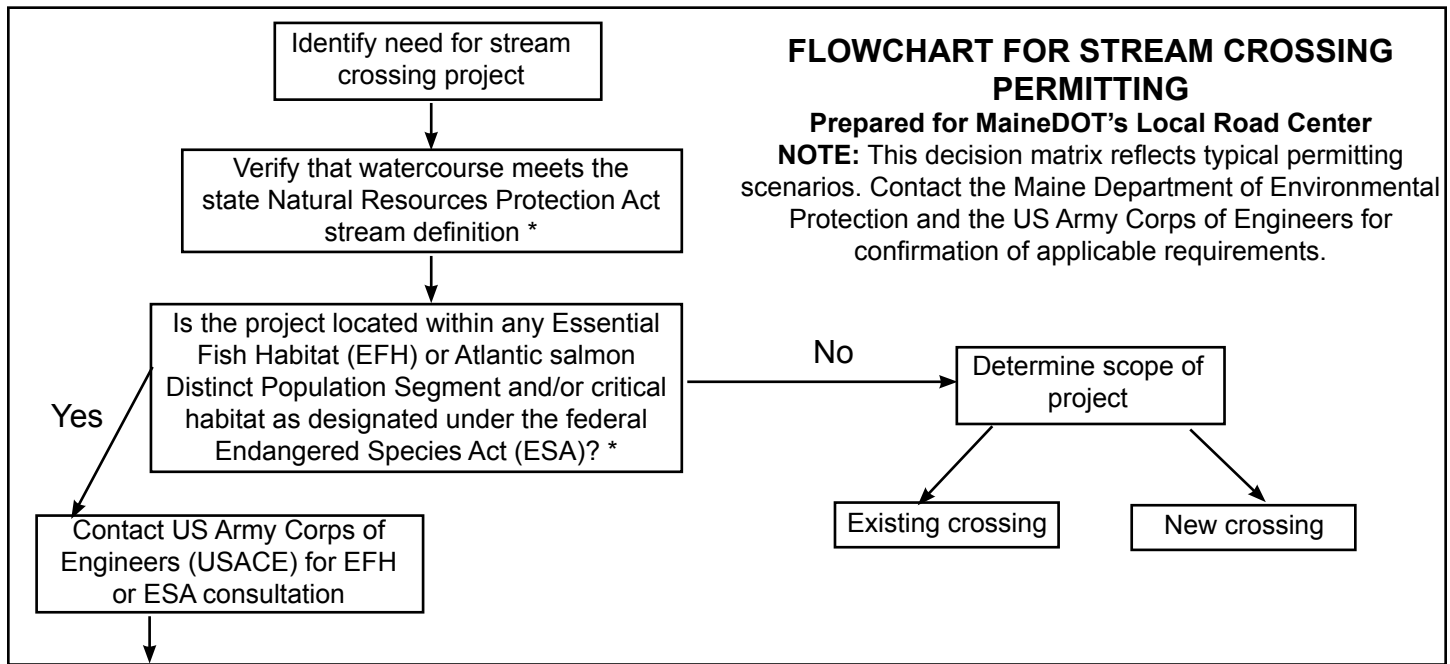 Identify need for stream
crossing project
FLOWCHART FOR STREAM CROSSING
PERMITTING
Prepared for MaineDOT's Local Road Center
NOTE: This decision matrix reflects typical permitting
scenarios. Contact the Maine Department of Environmental
Protection and the US Army Corps of Engineers for
confirmation of applicable requirements.
Verify that watercourse meets the
state Natural Resources Protection Act
stream definition *
Is the project located within any Essential
Fish Habitat (EFH) or Atlantic salmon
Distinct Population Segment and/or critical
habitat as designated under the federal
Endangered Species Act (ESA)? *
No
Determine scope of
project
Yes
Existing crossing
New crossing
Contact US Army Corps of
Engineers (USACE) for EFH
or ESA consultation